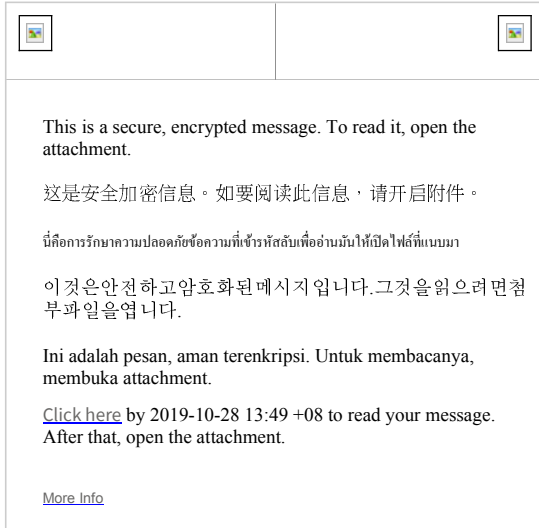 This is a secure, encrypted message. To read it, open the
attachment.
这是安全加密信息。如要阅读此信息，请开启附件。
นี่คือการรักษาความปลอดภัยข้อความที่เข้ารหัสลับเพื่ออ่านมันให้เปิดไฟล์ที่แนบมา
이것은안전하고암호화된메시지입니다.그것을읽으려면첨
부파일을엽니다.
Ini adalah pesan, aman terenkripsi. Untuk membacanya,
membuka attachment.
Click here by 2019-10-28 13:49 +08 to read your message.
After that, open the attachment.
More Info